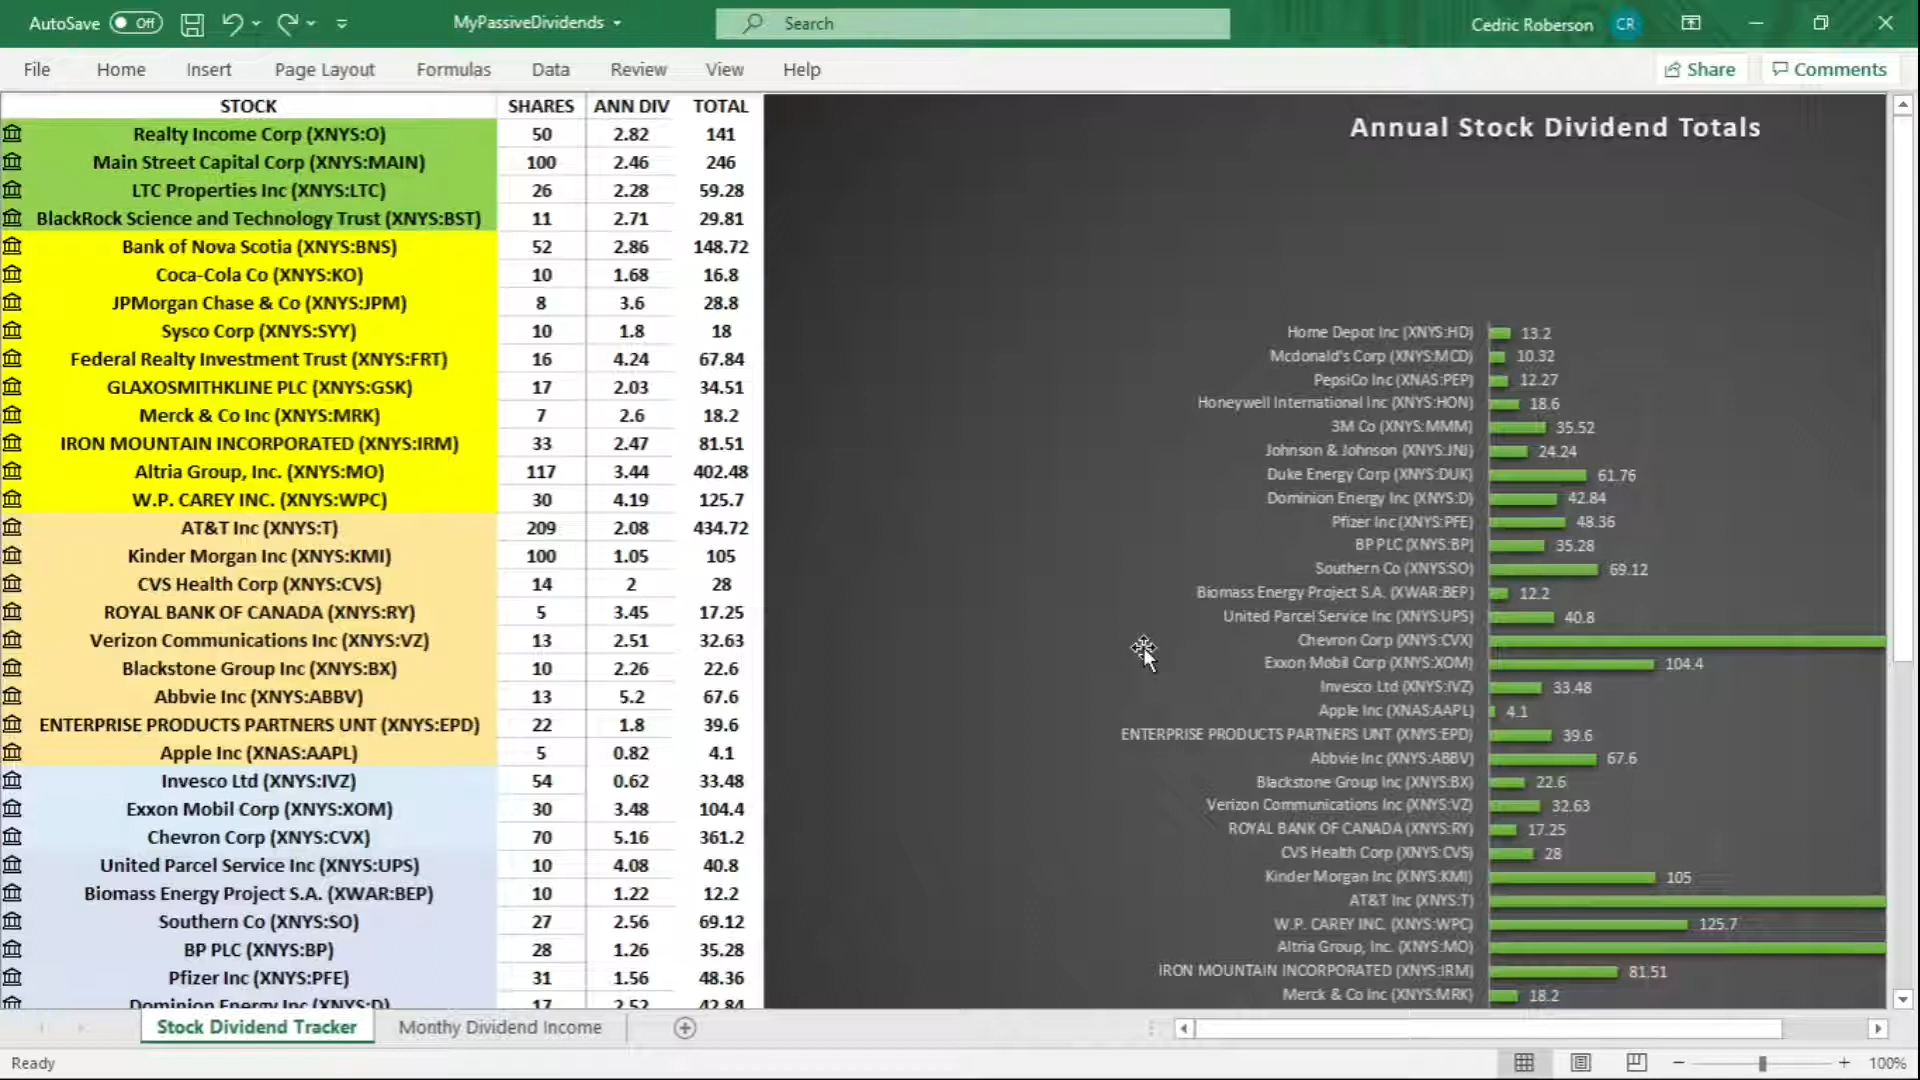 AutoSave Off MyPassiveDividends Search Cedric Roberson CR
File Home Insert Page Layout Formulas Data Review View Help Share Comments
STOCK SHARES ANN DIV TOTAL
Realty Income Corp (XNYS:O) 50 2.82 141
Main Street Capital Corp (XNYS:MAIN) 100 2.46 246
LTC Properties Inc (XNYS:LTC) 26 2.28 59.28
BlackRock Science and Technology Trust (XNYS:BST) 11 2.71 29.81
Bank of Nova Scotia (XNYS:BNS) 52 2.86 148.72
Coca-Cola Co (XNYS:KO) 10 1.68 16.8
JPMorgan Chase & Co (XNYS:JPM) 8 3.6 28.8
Sysco Corp (XNYS:SYY) 10 1.8 18
Federal Realty Investment Trust (XNYS:FRT) 16 4.24 67.84
GLAXOSMITHKLINE PLC (XNYS:GSK) 17 2.03 34.51
Merck & Co Inc (XNYS:MRK) 7 2.6 18.2
IRON MOUNTAIN INCORPORATED (XNYS:IRM) 33 2.47 81.51
Altria Group, Inc. (XNYS:MO) 117 3.44 402.48
W.P. CAREY INC. (XNYS:WPC) 30 4.19 125.7
AT&T Inc (XNYS:T) 209 2.08 434.72
Kinder Morgan Inc (XNYS:KMI) 100 1.05 105
CVS Health Corp (XNYS:CVS) 14 2 28
ROYAL BANK OF CANADA (XNYS:RY) 5 3.45 17.25
Verizon Communications Inc (XNYS:VZ) 13 2.51 32.63
Blackstone Group Inc (XNYS:BX) 10 2.26 22.6
Abbvie Inc (XNYS:ABBV) 13 5.2 67.6
ENTERPRISE PRODUCTS PARTNERS UNT (XNYS:EPD) 22 1.8 39.6
Apple Inc (XNAS:AAPL) 5 0.82 4.1
Invesco Ltd (XNYS:IVZ) 54 0.62 33.48
Exxon Mobil Corp (XNYS:XOM) 30 3.48 104.4
Chevron Corp (XNYS:CVX) 70 5.16 361.2
United Parcel Service Inc (XNYS:UPS) 10 4.08 40.8
Biomass Energy Project S.A. (XWAR:BEP) 10 1.22 12.2
Southern Co (XNYS:SO) 27 2.56 69.12
BP PLC (XNYS:BP) 28 1.26 35.28
Pfizer Inc (XNYS:PFE) 31 1.56 48.36
Dominion Energy Inc (XNYS:D) 17 2.52 42.84
Annual Stock Dividend Totals
Home Depot Inc (XNYS:HD) 13.2
Mcdonald's Corp (XNYS:MCD) 10.32
PepsiCo Inc (XNAS:PEP) 12.27
Honeywell International Inc (XNYS:HON) 18.6
3M Co (XNYS:MMM) 35.52
Johnson & Johnson (XNYS:JNJ) 24.24
Duke Energy Corp (XNYS:DUK) 61.76
Dominion Energy Inc (XNYS:D) 42.84
Pfizer Inc (XNYS:PFE) 48.36
BP PLC (XNYS:BP) 35.28
Southern Co (XNYS:SO) 69.12
Biomass Energy Project S.A. (XWAR:BEP) 12.2
United Parcel Service Inc (XNYS:UPS) 40.8
Chevron Corp (XNYS:CVX)
Exxon Mobil Corp (XNYS:XOM) 104.4
Invesco Ltd (XNYS:IVZ) 33.48
Apple Inc (XNAS:AAPL) 4.1
ENTERPRISE PRODUCTS PARTNERS UNT (XNYS:EPD) 39.6
Abbvie Inc (XNYS:ABBV) 67.6
Blackstone Group Inc (XNYS:BX) 22.6
Verizon Communications Inc (XNYS:VZ) 32.63
ROYAL BANK OF CANADA (XNYS:RY) 17.25
CVS Health Corp (XNYS:CVS) 28
Kinder Morgan Inc (XNYS:KMI) 105
AT&T Inc (XNYS:T)
W.P. CAREY INC. (XNYS:WPC) 125.7
Altria Group, Inc. (XNYS:MO)
IRON MOUNTAIN INCORPORATED (XNYS:IRM) 81.51
Merck & Co Inc (XNYS:MRK) 18.2
Stock Dividend Tracker Monthy Dividend Income
Ready 100%